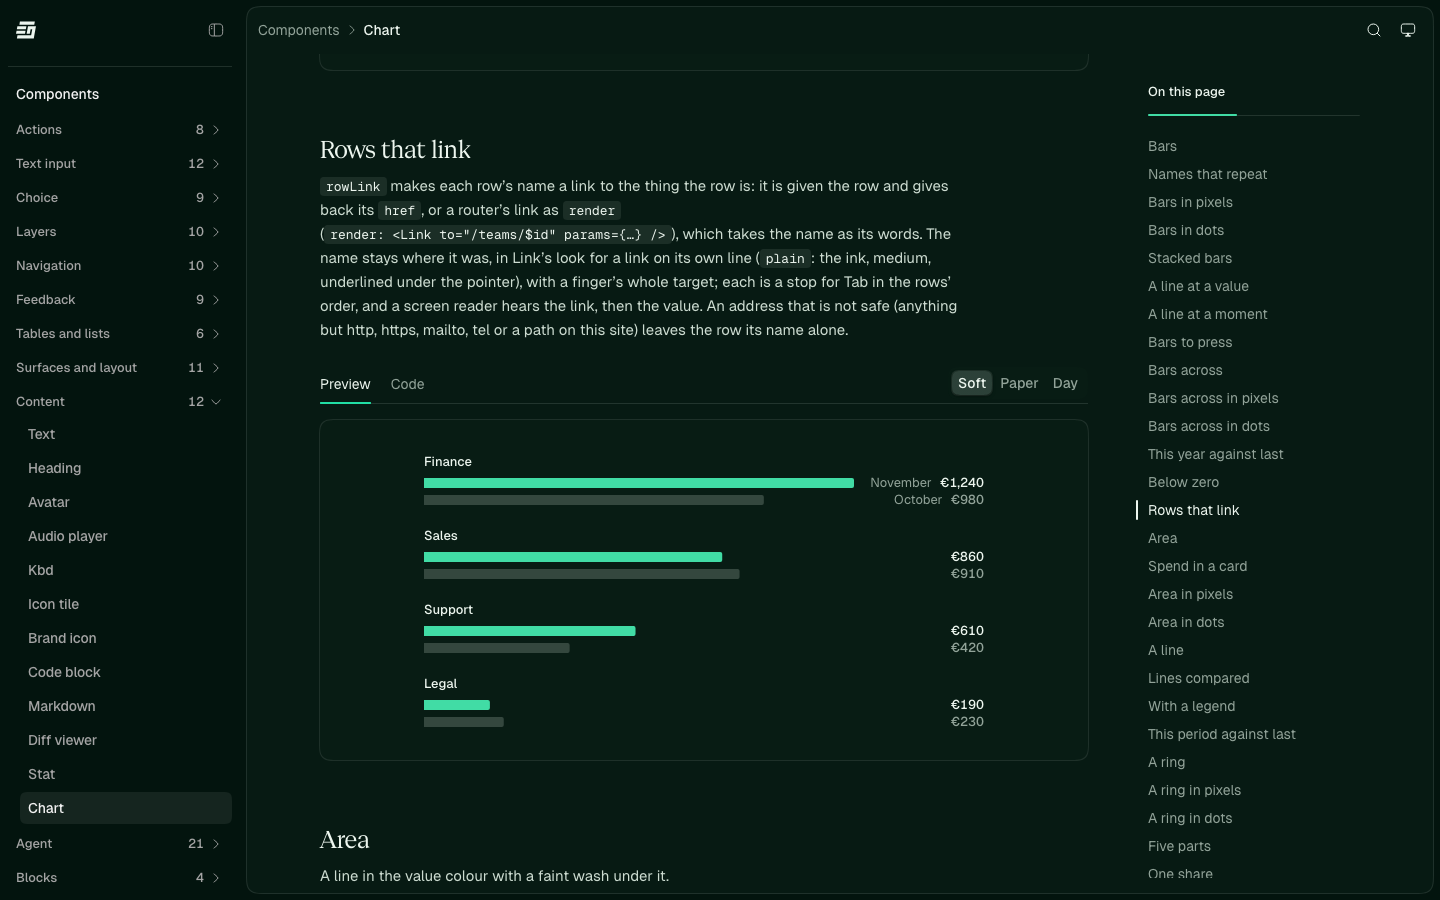 Components
Actions 8
Text input 12
Choice 9
Layers 10
Navigation 10
Feedback 9
Tables and lists 6
Surfaces and layout 11
Content 12
Text
Heading
Avatar
Audio player
Kbd
Icon tile
Brand icon
Code block
Markdown
Diff viewer
Stat
Chart
Agent 21
Blocks 4
Components Chart
Rows that link
rowLink makes each row’s name a link to the thing the row is: it is given the row and gives
back its href, or a router’s link as render
(render: <Link to="/teams/$id" params={…} />), which takes the name as its words. The
name stays where it was, in Link’s look for a link on its own line (plain: the ink, medium,
underlined under the pointer), with a finger’s whole target; each is a stop for Tab in the rows’
order, and a screen reader hears the link, then the value. An address that is not safe (anything
but http, https, mailto, tel or a path on this site) leaves the row its name alone.
Preview Code Soft Paper Day
Finance
November €1,240
October €980
Sales
€860
€910
Support
€610
€420
Legal
€190
€230
Area
A line in the value colour with a faint wash under it.
On this page
Bars
Names that repeat
Bars in pixels
Bars in dots
Stacked bars
A line at a value
A line at a moment
Bars to press
Bars across
Bars across in pixels
Bars across in dots
This year against last
Below zero
Rows that link
Area
Spend in a card
Area in pixels
Area in dots
A line
Lines compared
With a legend
This period against last
A ring
A ring in pixels
A ring in dots
Five parts
One share